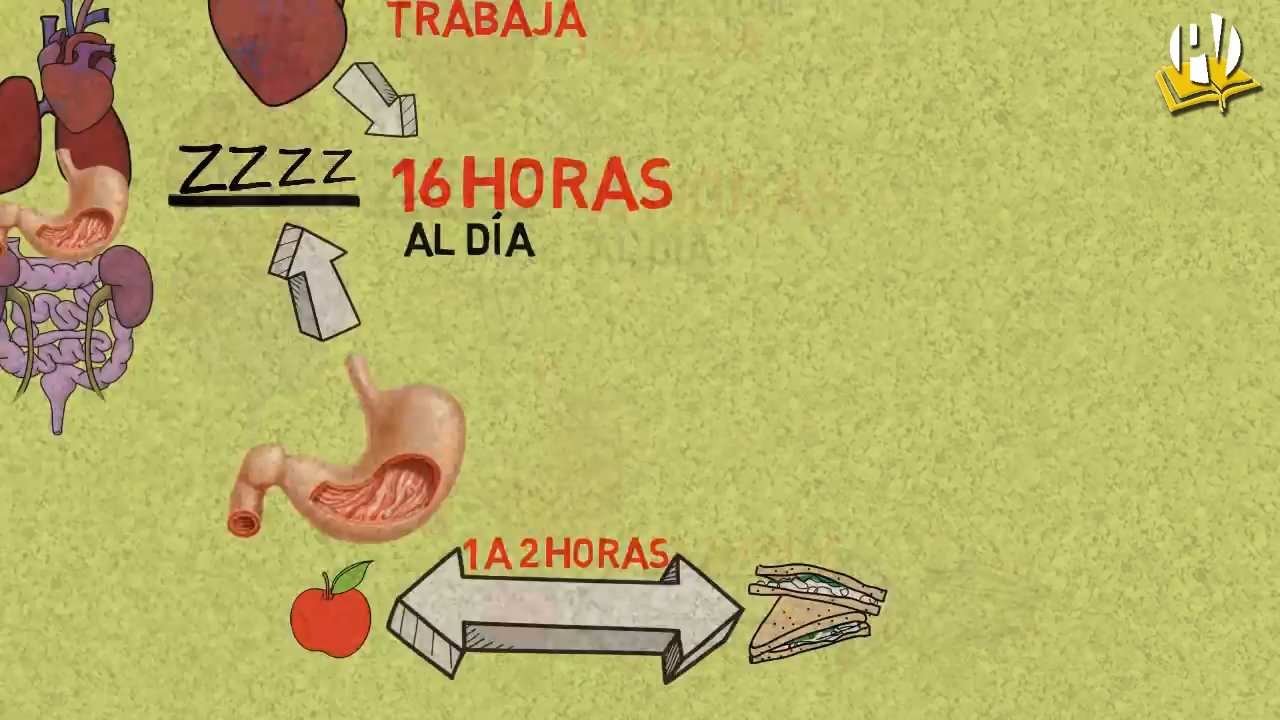 TRABAJA
ZZZZ
16 HORAS
AL DÍA
1 A 2 HORAS